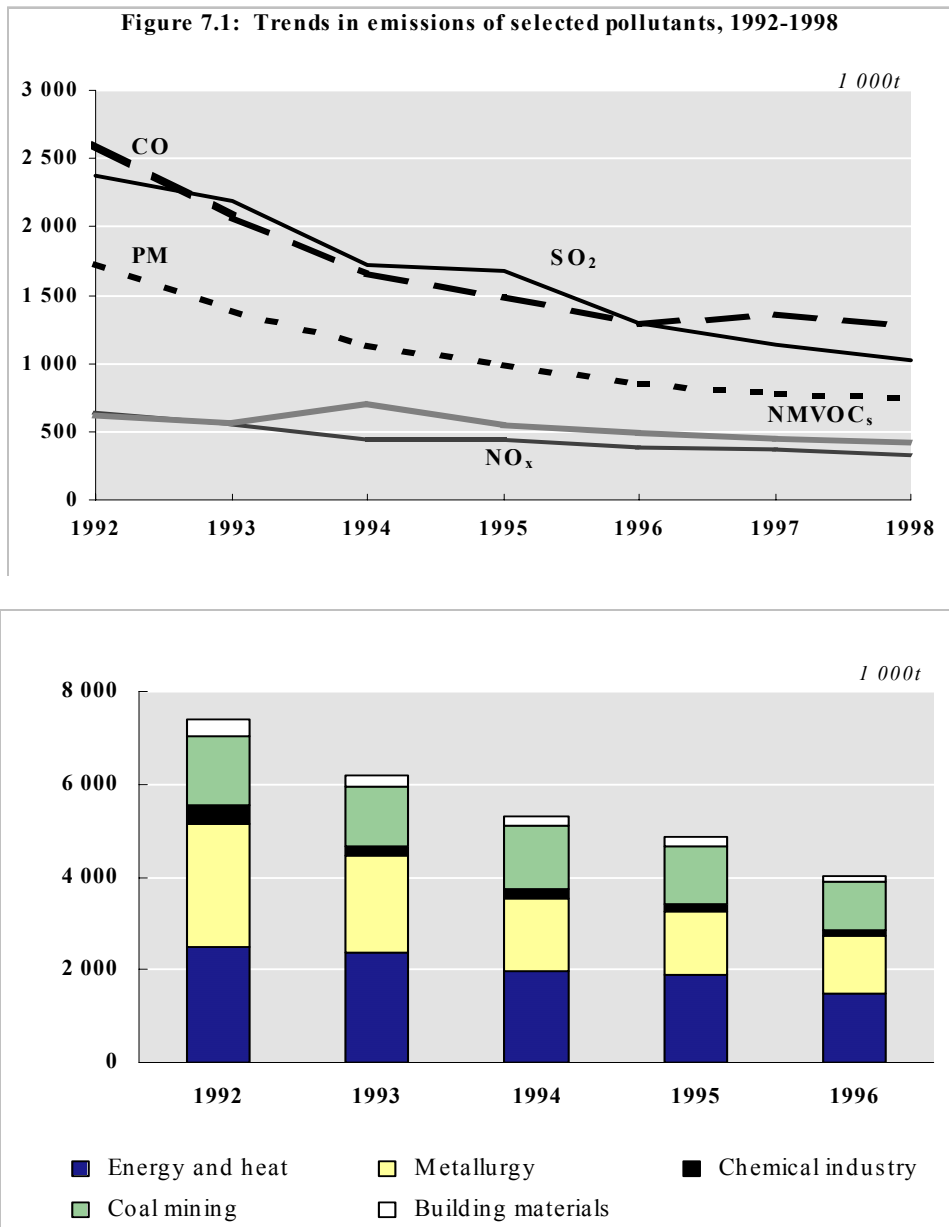 Figure 7.1: Trends in emissions of selected pollutants, 1992-1998
1 000t
3 000
2 500
2 000
1 500
1 000
500
0
CO
PM
SO₂
NMVOCₛ
NOₓ
1992 1993 1994 1995 1996 1997 1998
1 000t
8 000
6 000
4 000
2 000
0
1992 1993 1994 1995 1996
Energy and heat Metallurgy Chemical industry
Coal mining Building materials